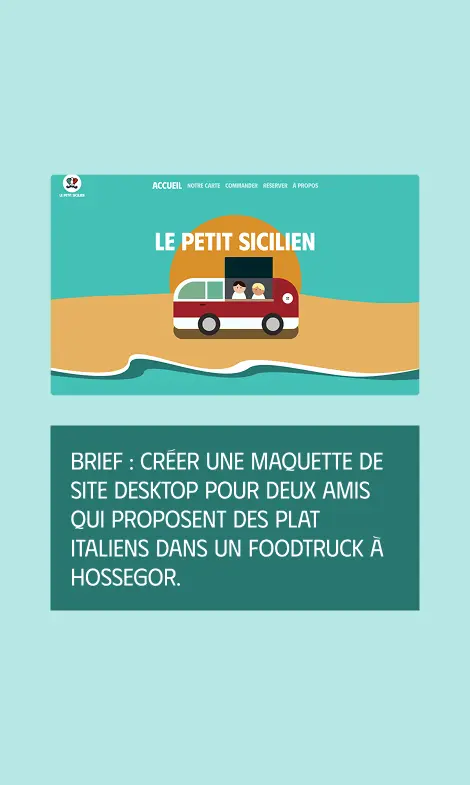 LE PETIT SICILIEN
ACCUEIL NOTRE CARTE COMMANDER RÉSERVER À PROPOS
LE PETIT SICILIEN
BRIEF : CRÉER UNE MAQUETTE DE
SITE DESKTOP POUR DEUX AMIS
QUI PROPOSENT DES PLAT
ITALIENS DANS UN FOODTRUCK À
HOSSEGOR.